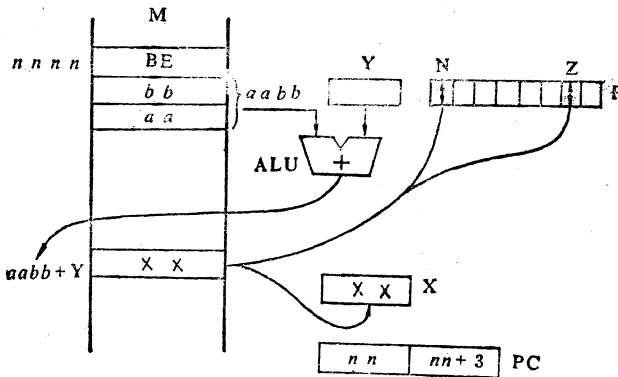 M
n n n n BE Y N Z
b b
a a
a a b b
ALU +
aabb + Y X X
X X X
n n nn + 3 PC